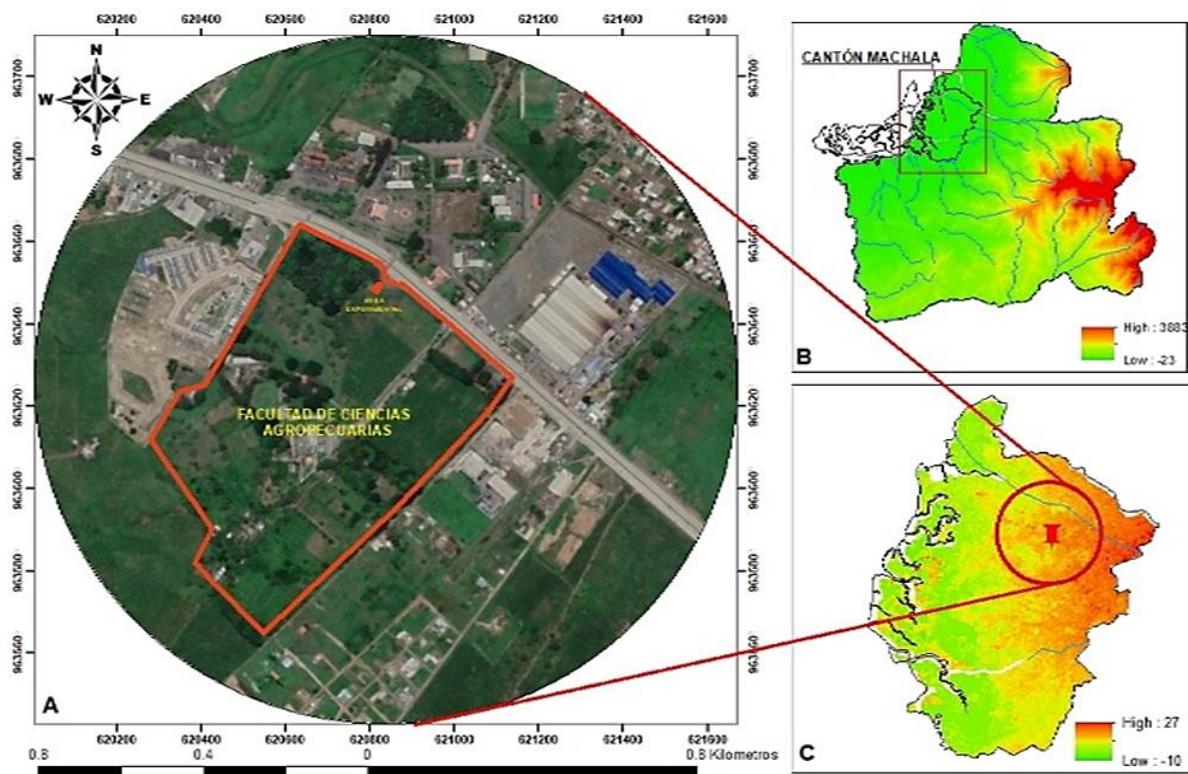 620200 620400 620600 620800 621000 621200 621400 621600
N
W E
S
963700
963680
963660
963640
963620
963600
963580
963560
AREA
EXPERIMENTAL
FACULTAD DE CIENCIAS
AGROPECUARIAS
A
620200 620400 620600 620800 621000 621200 621400 621600
0.8 0.4 0 0.8 Kilometros
CANTÓN MACHALA
High : 3883
Low : -23
B
High : 27
Low : -10
C